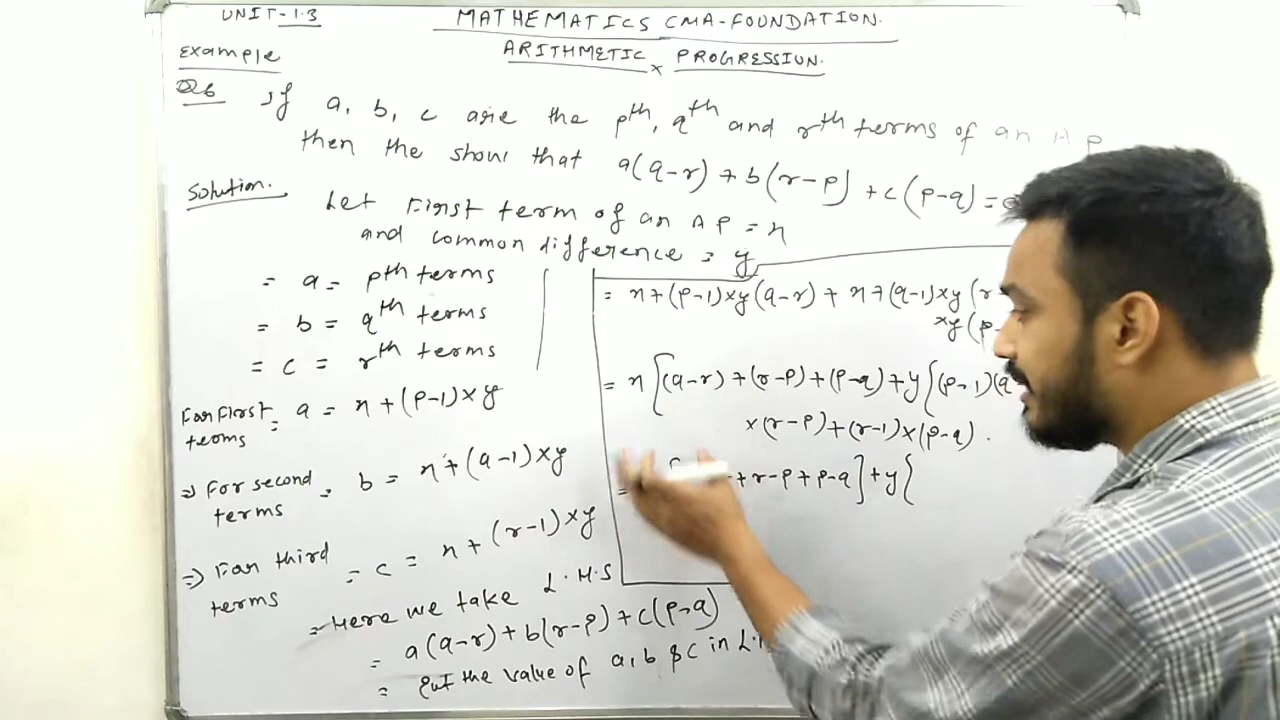 UNIT-1.3
MATHEMATICS CMA-FOUNDATION.
ARITHMETIC x PROGRESSION.
Example
Q6 If a, b, c are the pth, qth and rth terms of an A P
then the show that a(q-r) + b(r-p) + c(p-q) =
Solution.
Let First term of an A P = x
and common difference = y
= a = pth terms
= b = qth terms
= c = rth terms
For First terms = a = x + (p-1)xy
=> For second terms = b = x + (q-1)xy
=> For third terms = c = x + (r-1)xy
= Here we take L.H.S
= a(q-r) + b(r-p) + c(p-q)
= Put the value of a, b & c in L.
= x + (p-1)xy(q-r) + x + (q-1)xy (r
xy(p-
= x [(q-r) + (r-p) + (p-q) + y {(p-1)(q
x(r-p) + (r-1)x(p-q).
+ r-p + p-q] + y {